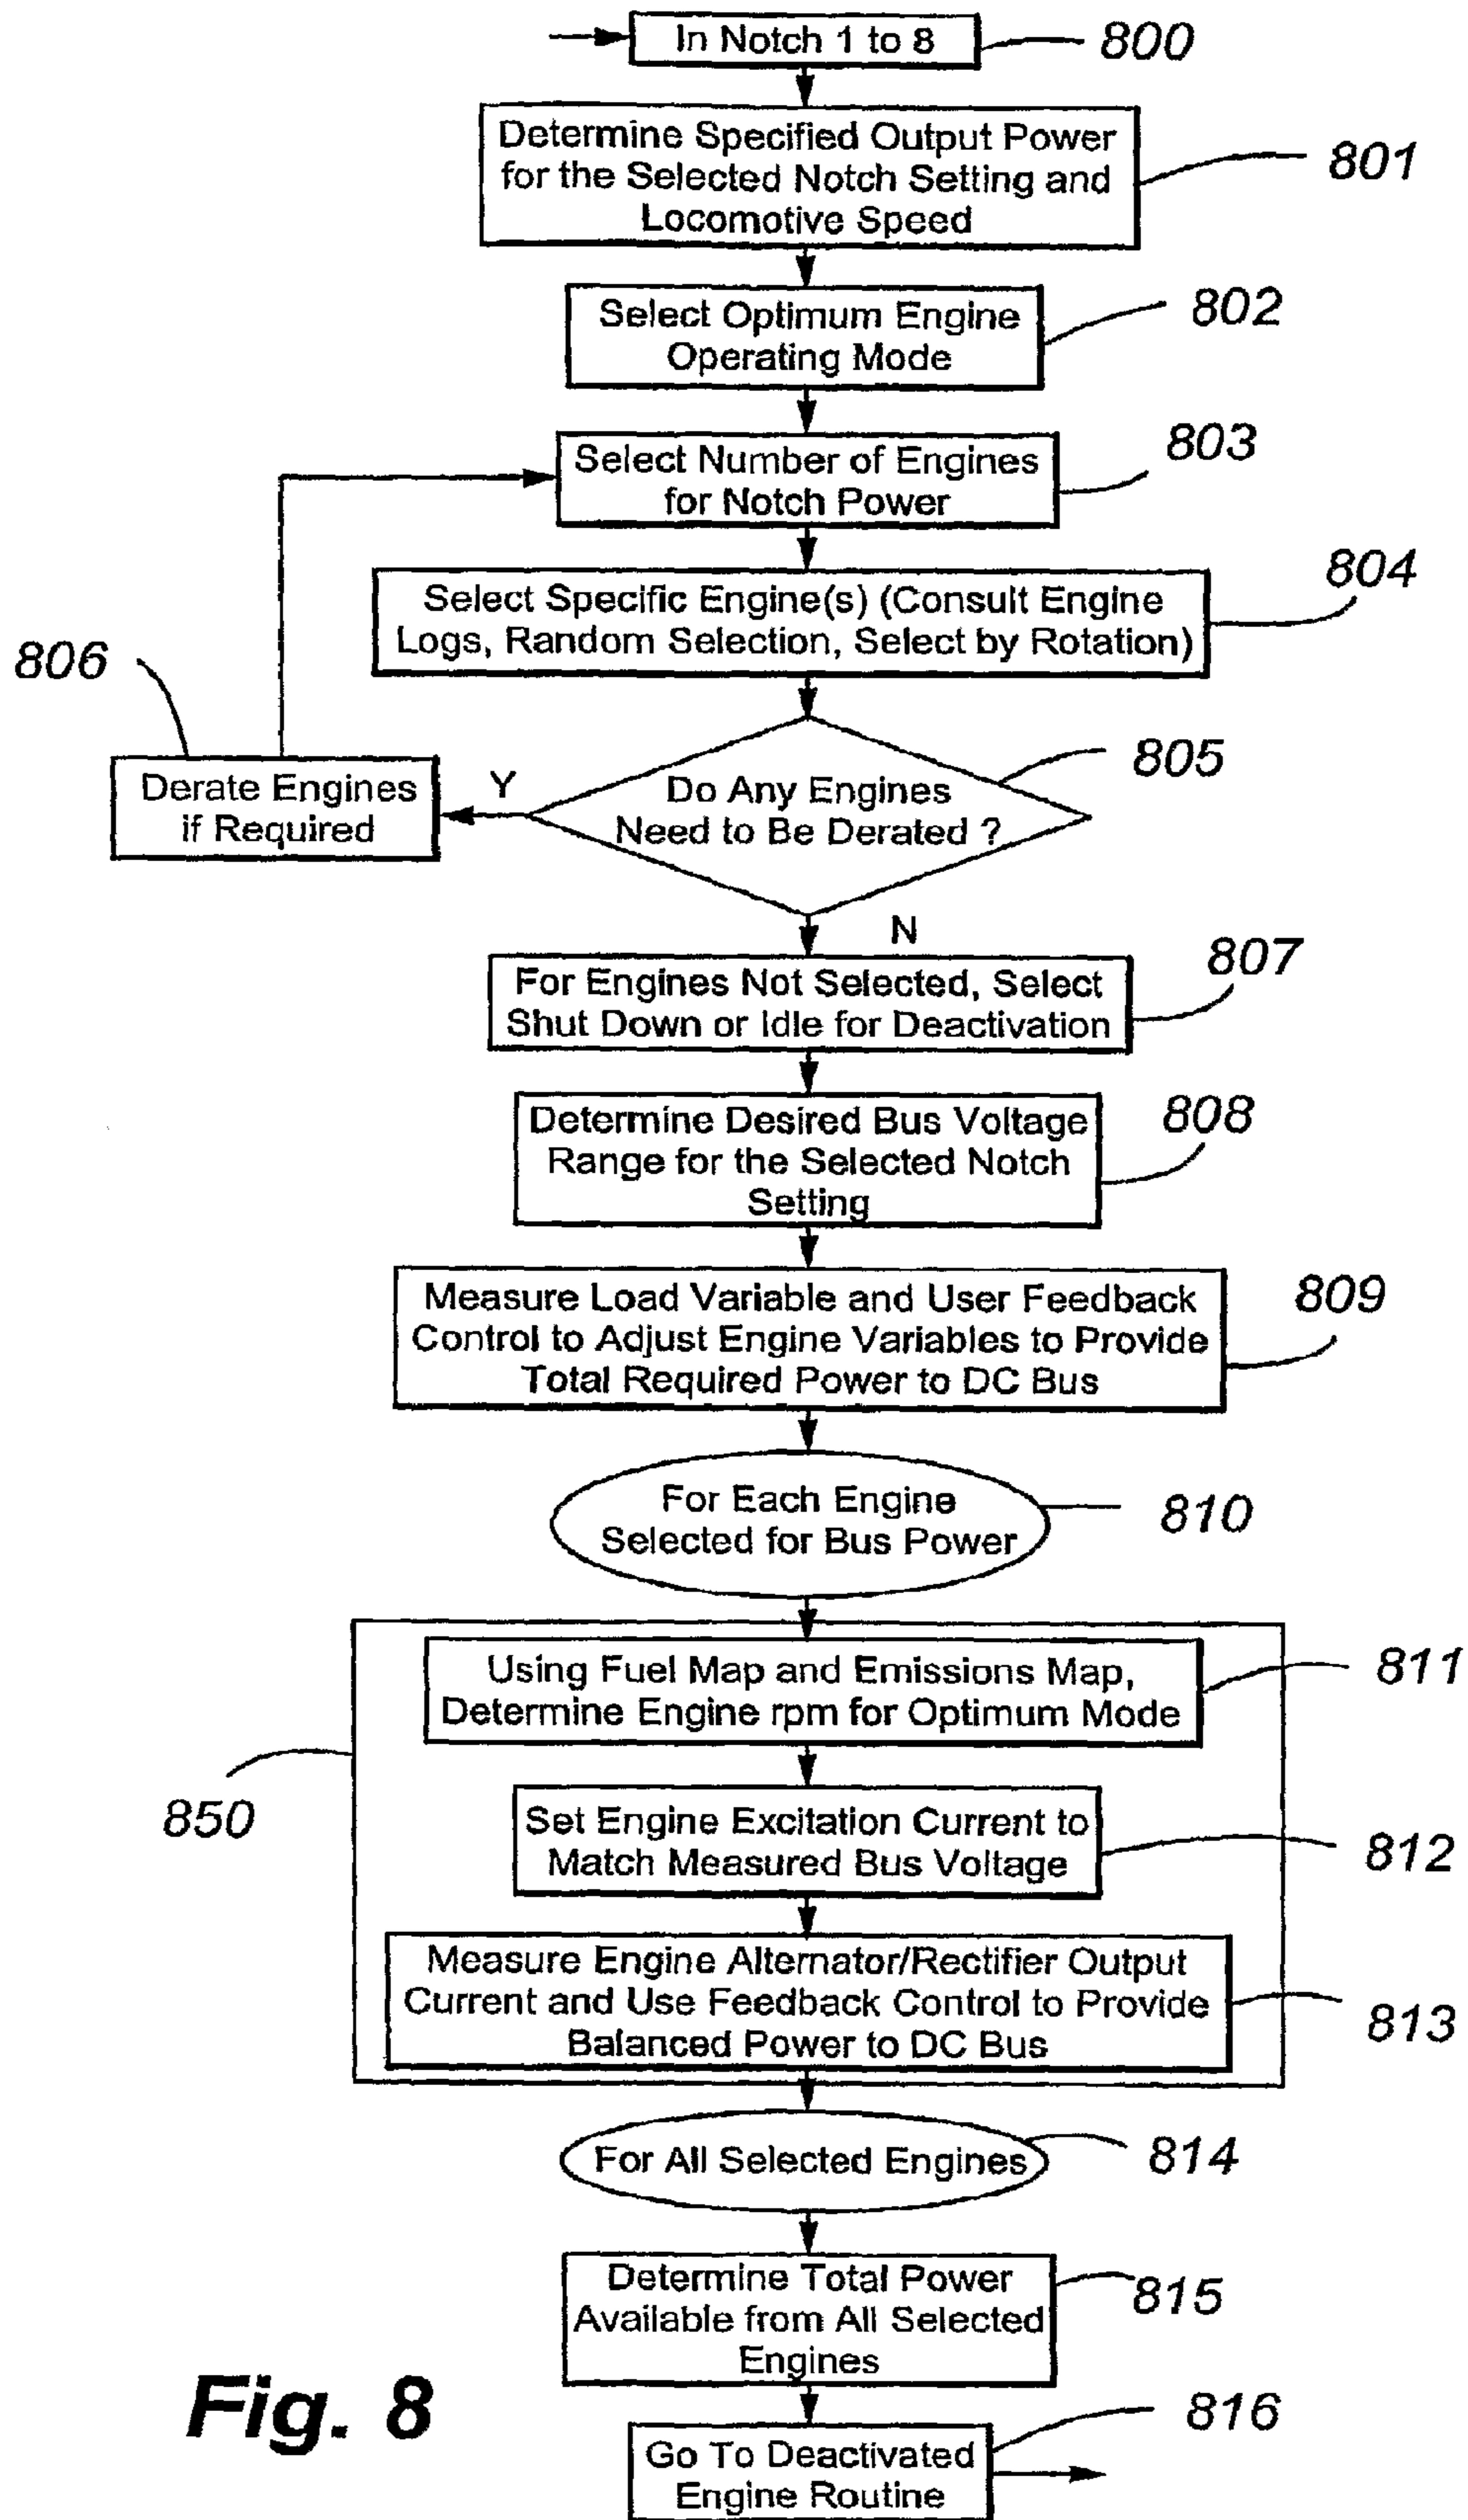 In Notch 1 to 8
800
Determine Specified Output Power
for the Selected Notch Setting and
Locomotive Speed
801
Select Optimum Engine
Operating Mode
802
Select Number of Engines
for Notch Power
803
Select Specific Engine(s) (Consult Engine
Logs, Random Selection, Select by Rotation)
804
806
Derate Engines
if Required
Y
Do Any Engines
Need to Be Derated ?
805
N
For Engines Not Selected, Select
Shut Down or Idle for Deactivation
807
Determine Desired Bus Voltage
Range for the Selected Notch
Setting
808
Measure Load Variable and User Feedback
Control to Adjust Engine Variables to Provide
Total Required Power to DC Bus
809
For Each Engine
Selected for Bus Power
810
Using Fuel Map and Emissions Map,
Determine Engine rpm for Optimum Mode
811
850
Set Engine Excitation Current to
Match Measured Bus Voltage
812
Measure Engine Alternator/Rectifier Output
Current and Use Feedback Control to Provide
Balanced Power to DC Bus
813
For All Selected Engines
814
Determine Total Power
Available from All Selected
Engines
815
Go To Deactivated
Engine Routine
816
Fig. 8